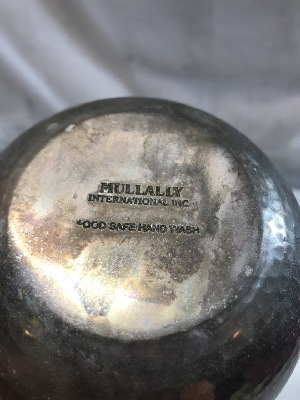 MULLALLY
INTERNATIONAL INC.
FOOD SAFE HAND WASH